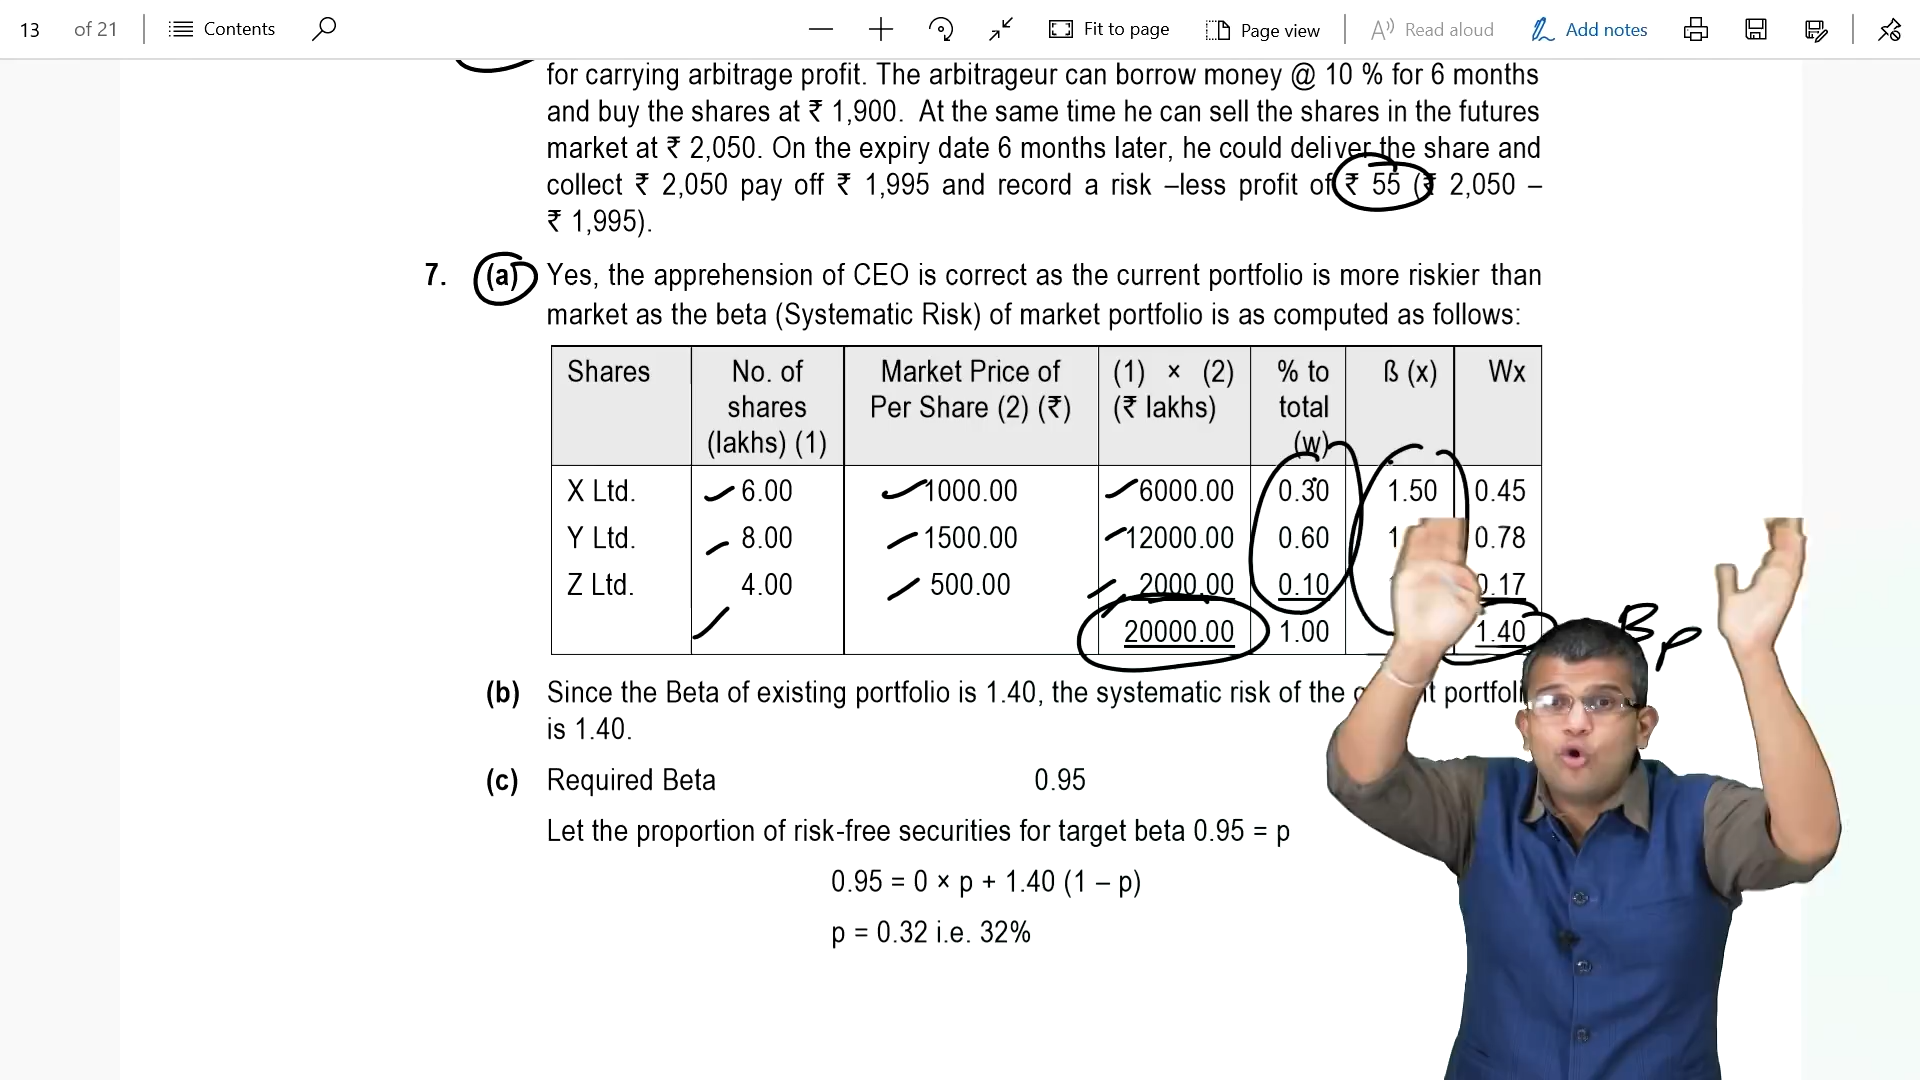 13 of 21 Contents Fit to page Page view Read aloud Add notes
for carrying arbitrage profit. The arbitrageur can borrow money @ 10 % for 6 months
and buy the shares at ₹ 1,900. At the same time he can sell the shares in the futures
market at ₹ 2,050. On the expiry date 6 months later, he could deliver the share and
collect ₹ 2,050 pay off ₹ 1,995 and record a risk –less profit of ₹ 55 (₹ 2,050 –
₹ 1,995).
7. (a) Yes, the apprehension of CEO is correct as the current portfolio is more riskier than
market as the beta (Systematic Risk) of market portfolio is as computed as follows:
Shares No. of Market Price of (1) × (2) % to ß (x) Wx
shares Per Share (2) (₹) (₹ lakhs) total
(lakhs) (1) (w)
X Ltd. 6.00 1000.00 6000.00 0.30 1.50 0.45
Y Ltd. 8.00 1500.00 12000.00 0.60 0.78
Z Ltd. 4.00 500.00 2000.00 0.10 0.17
20000.00 1.00 1.40 BP
(b) Since the Beta of existing portfolio is 1.40, the systematic risk of the
is 1.40.
(c) Required Beta 0.95
Let the proportion of risk-free securities for target beta 0.95 = p
0.95 = 0 × p + 1.40 (1 – p)
p = 0.32 i.e. 32%